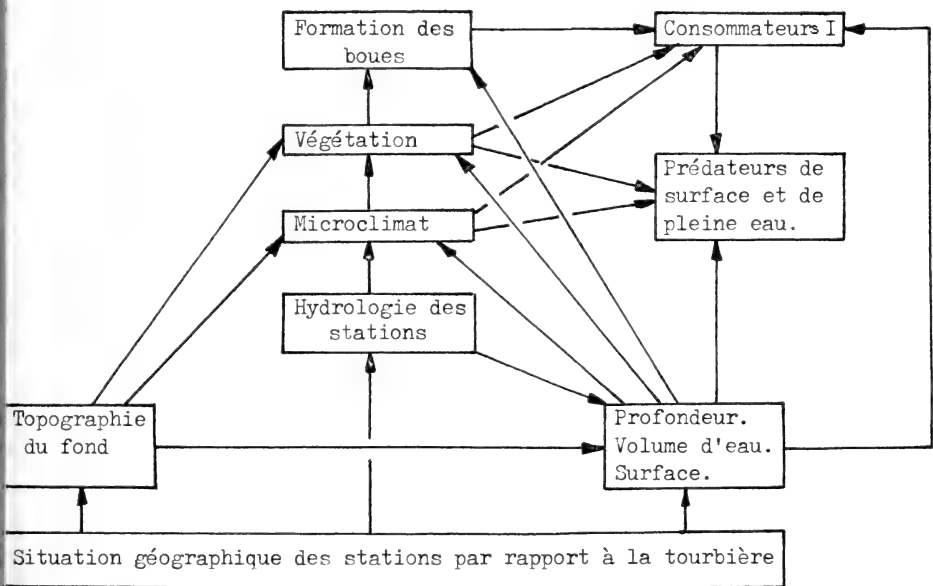 Formation des
boues
Consommateurs I
Végétation
Prédateurs de
surface et de
pleine eau.
Microclimat
Hydrologie des
stations
Topographie
du fond
Profondeur.
Volume d'eau.
Surface.
Situation géographique des stations par rapport à la tourbière